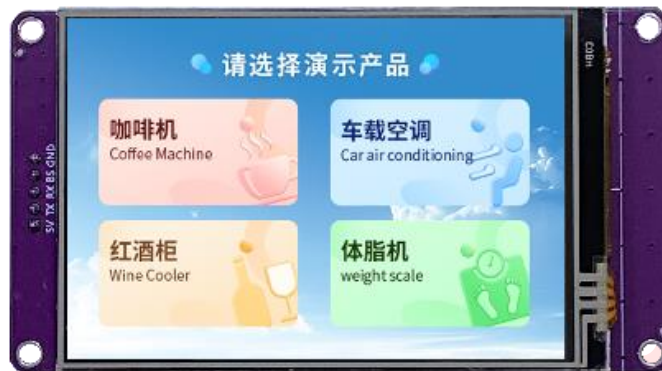 请选择演示产品
咖啡机
Coffee Machine
车载空调
Car air conditioning
红酒柜
Wine Cooler
体脂机
weight scale
5V TX RX BS GND